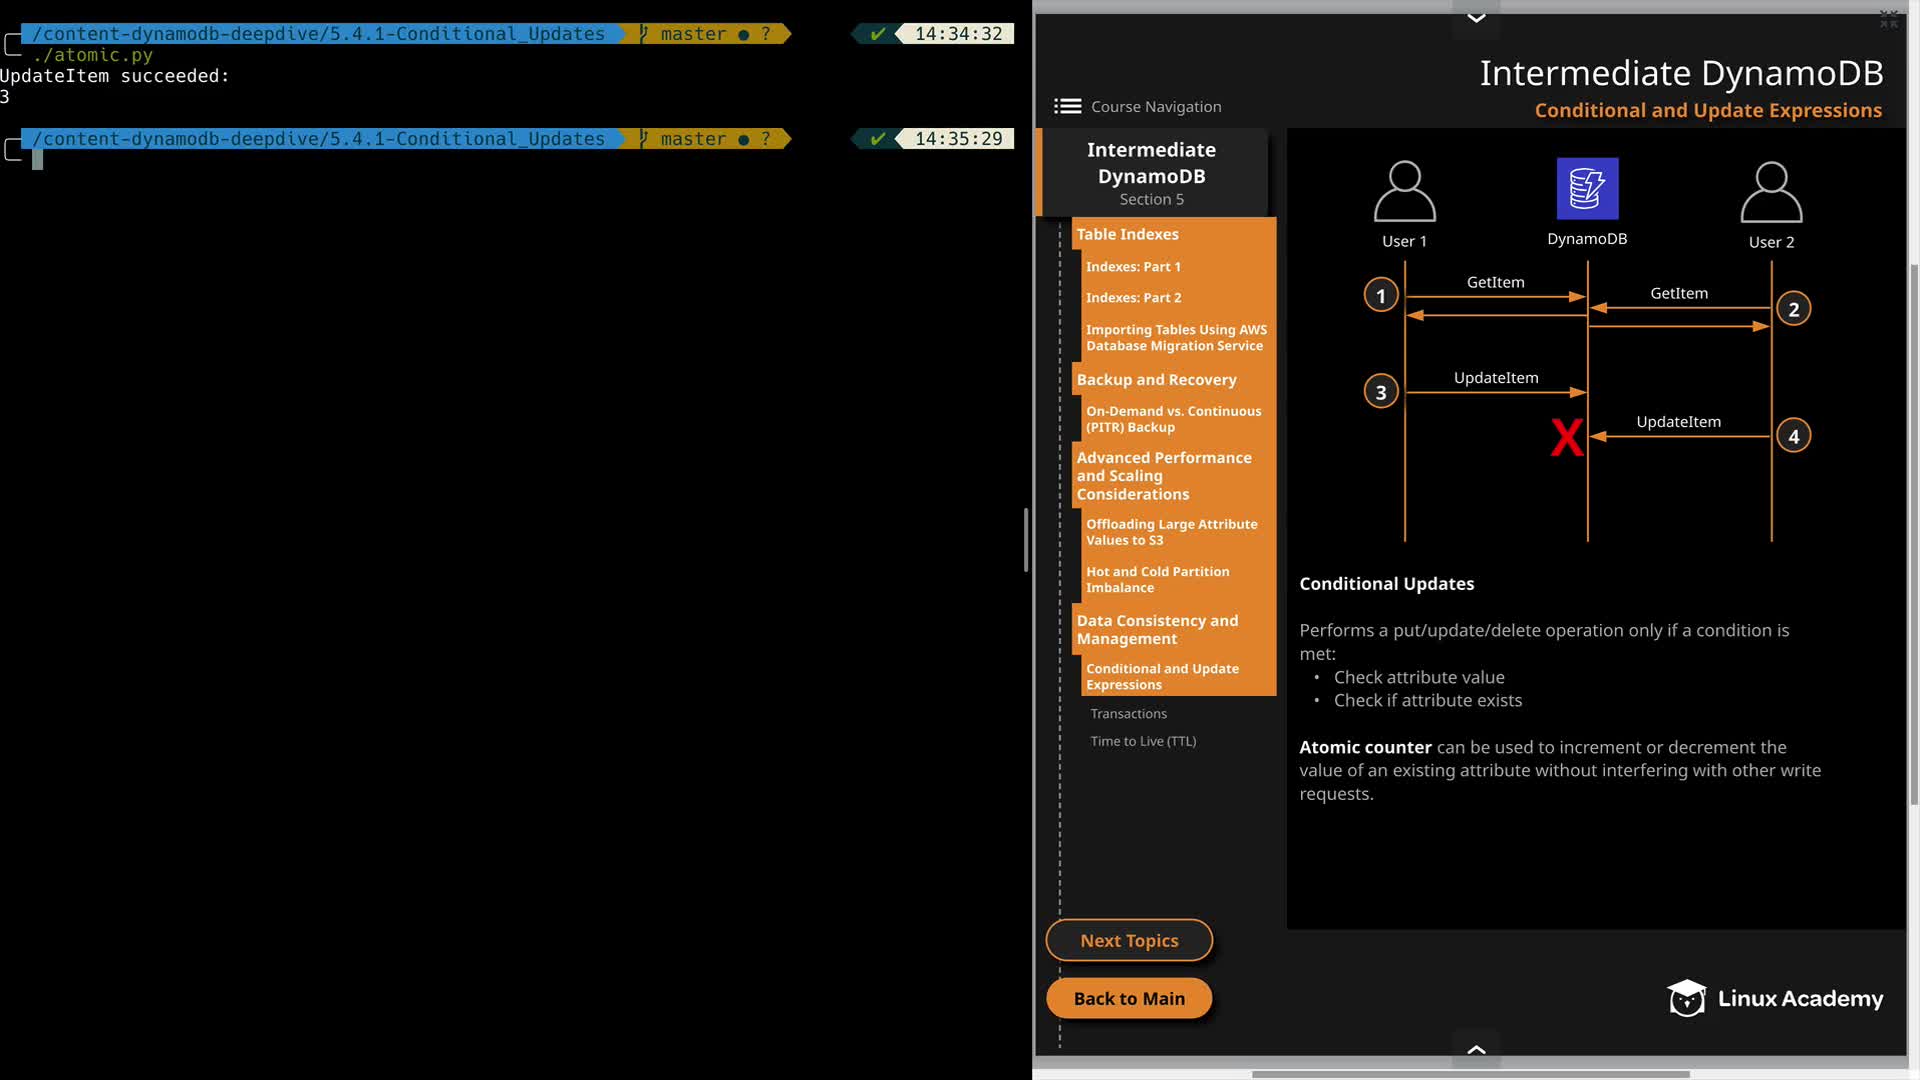 /content-dynamodb-deepdive/5.4.1-Conditional_Updates master ● ? ✔ 14:34:32
./atomic.py
UpdateItem succeeded:
3
/content-dynamodb-deepdive/5.4.1-Conditional_Updates master ● ? ✔ 14:35:29
Intermediate DynamoDB
Conditional and Update Expressions
Course Navigation
Intermediate
DynamoDB
Section 5
Table Indexes
Indexes: Part 1
Indexes: Part 2
Importing Tables Using AWS
Database Migration Service
Backup and Recovery
On-Demand vs. Continuous
(PITR) Backup
Advanced Performance
and Scaling
Considerations
Offloading Large Attribute
Values to S3
Hot and Cold Partition
Imbalance
Data Consistency and
Management
Conditional and Update
Expressions
Transactions
Time to Live (TTL)
Next Topics
Back to Main
User 1
DynamoDB
User 2
1
GetItem
GetItem
2
3
UpdateItem
X
UpdateItem
4
Conditional Updates
Performs a put/update/delete operation only if a condition is
met:
• Check attribute value
• Check if attribute exists
Atomic counter can be used to increment or decrement the
value of an existing attribute without interfering with other write
requests.
Linux Academy